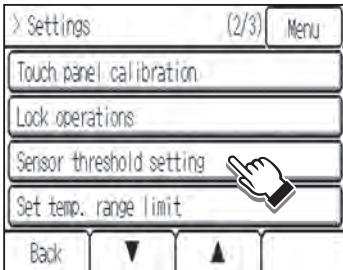 > Settings (2/3) Menu
Touch panel calibration
Lock operations
Sensor threshold setting
Set temp. range limit
Back ▼ ▲